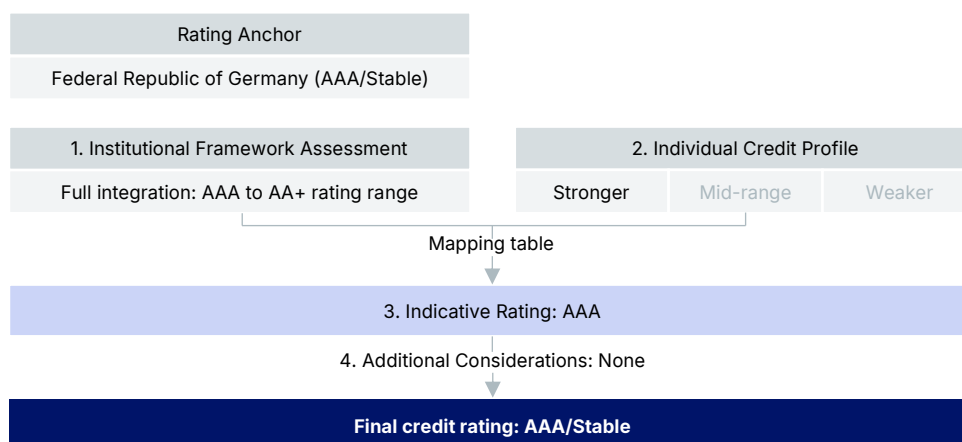 Rating Anchor
Federal Republic of Germany (AAA/Stable)
1. Institutional Framework Assessment
Full integration: AAA to AA+ rating range
2. Individual Credit Profile
Stronger
Mid-range
Weaker
Mapping table
3. Indicative Rating: AAA
4. Additional Considerations: None
Final credit rating: AAA/Stable